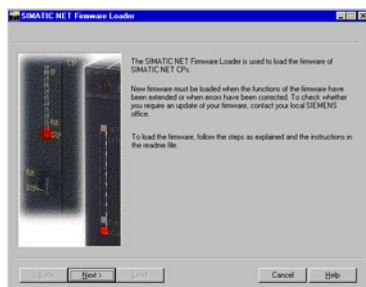 SIMATIC NET Firmware Loader
CP
The SIMATIC NET Firmware Loader is used to load the firmware of
SIMATIC NET CPs.
New firmware must be loaded when the functions of the firmware have
been extended or when errors have been corrected. To check whether
you require an update of your firmware, contact your local SIEMENS
office.
To load the firmware, follow the steps as explained and the instructions in
the readme file.
< Back
Next >
Load
Cancel
Help